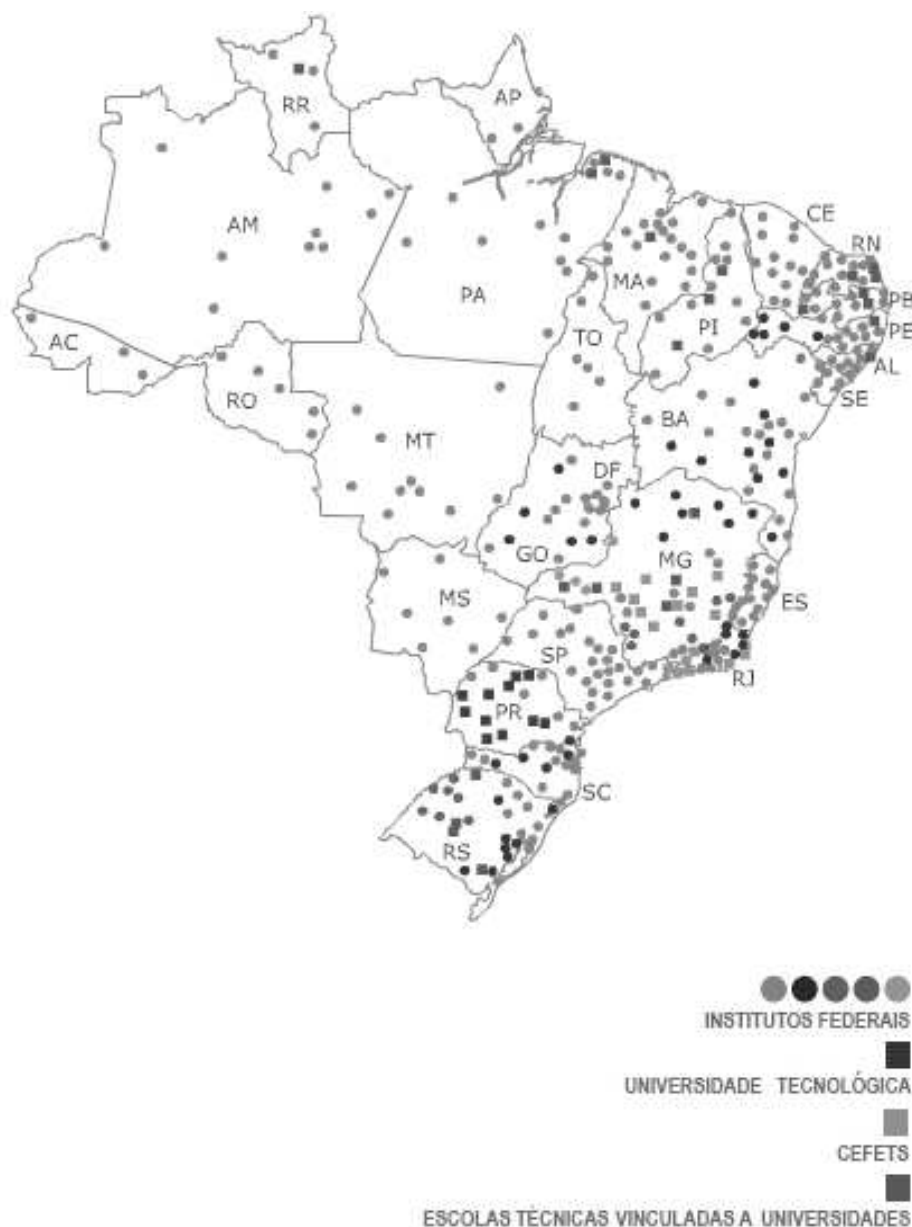 RR
AP
AM
CE
RN
PA
MA
PB
AC
TO
PI
PE
AL
RO
SE
BA
MT
DF
GO
MG
MS
ES
SP
RJ
PR
SC
RS
INSTITUTOS FEDERAIS
UNIVERSIDADE TECNOLÓGICA
CEFETS
ESCOLAS TÉCNICAS VINCULADAS A UNIVERSIDADES